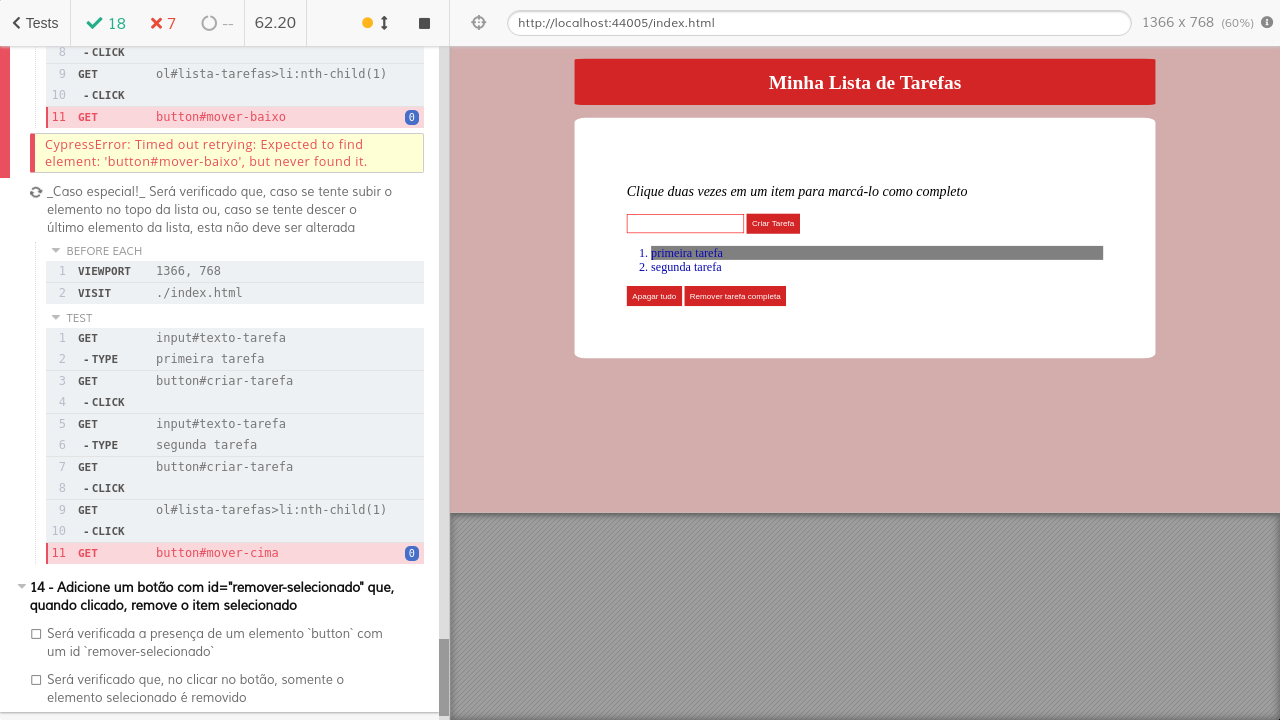 Tests
18
7
--
62.20
http://localhost:44005/index.html
1366 x 768 (60%)
8 -CLICK
9 GET ol#lista-tarefas>li:nth-child(1)
10 -CLICK
11 GET button#mover-baixo 0
CypressError: Timed out retrying: Expected to find
element: 'button#mover-baixo', but never found it.
_Caso especial!_ Será verificado que, caso se tente subir o
elemento no topo da lista ou, caso se tente descer o
último elemento da lista, esta não deve ser alterada
BEFORE EACH
1 VIEWPORT 1366, 768
2 VISIT ./index.html
TEST
1 GET input#texto-tarefa
2 -TYPE primeira tarefa
3 GET button#criar-tarefa
4 -CLICK
5 GET input#texto-tarefa
6 -TYPE segunda tarefa
7 GET button#criar-tarefa
8 -CLICK
9 GET ol#lista-tarefas>li:nth-child(1)
10 -CLICK
11 GET button#mover-cima 0
14 - Adicione um botão com id="remover-selecionado" que,
quando clicado, remove o item selecionado
Será verificada a presença de um elemento `button` com
um id `remover-selecionado`
Será verificado que, no clicar no botão, somente o
elemento selecionado é removido
Minha Lista de Tarefas
Clique duas vezes em um item para marcá-lo como completo
Criar Tarefa
1. primeira tarefa
2. segunda tarefa
Apagar tudo Remover tarefa completa